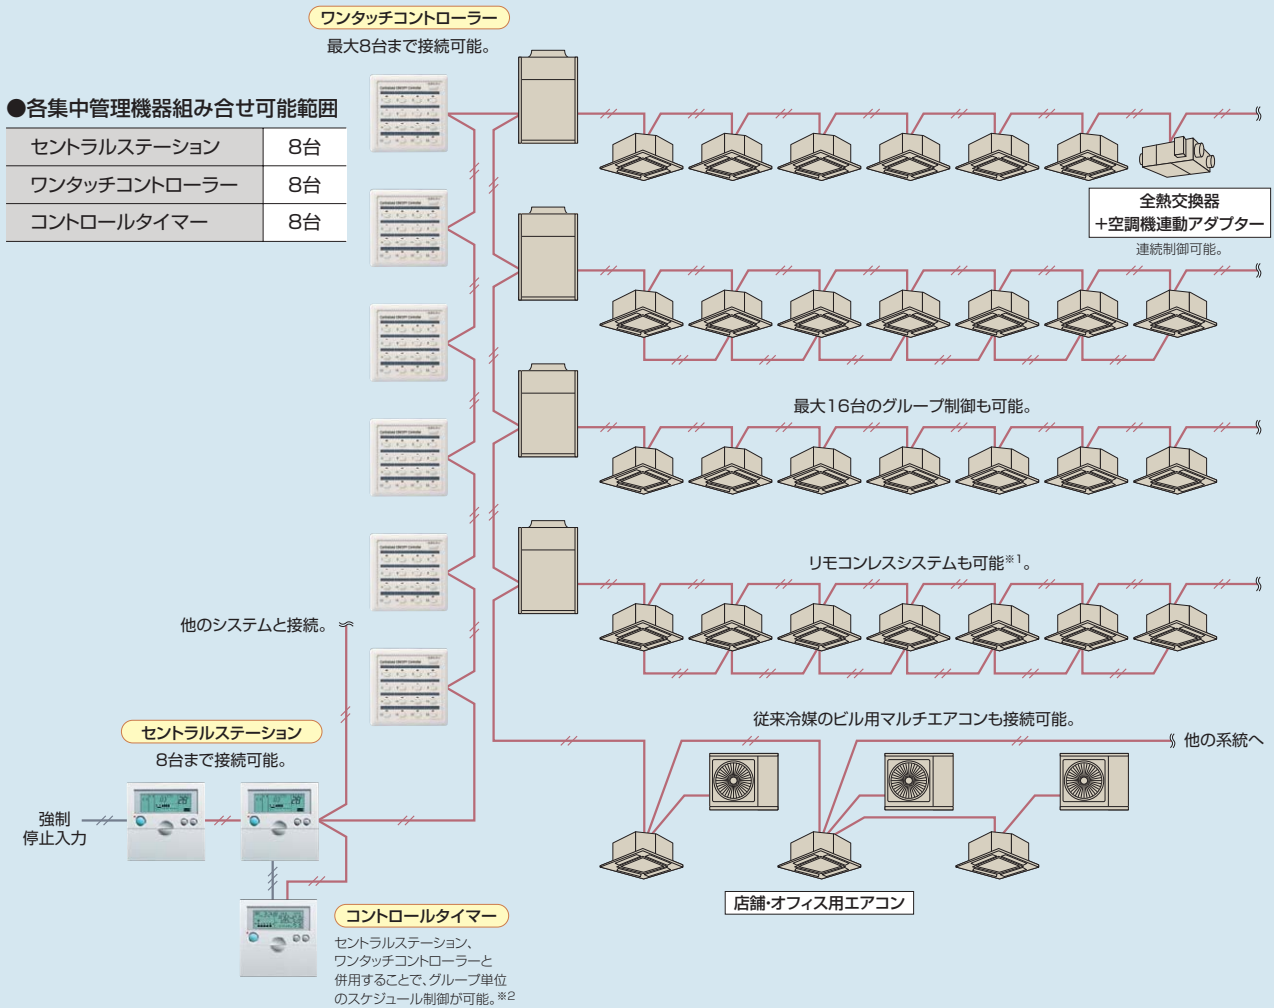 ワンタッチコントローラー
最大8台まで接続可能。
●各集中管理機器組み合せ可能範囲
セントラルステーション 8台
ワンタッチコントローラー 8台
コントロールタイマー 8台
全熱交換器
+空調機連動アダプター
連続制御可能。
最大16台のグループ制御も可能。
リモコンレスシステムも可能※1。
他のシステムと接続。
従来冷媒のビル用マルチエアコンも接続可能。
他の系統へ
セントラルステーション
8台まで接続可能。
強制
停止入力
店舗・オフィス用エアコン
コントロールタイマー
セントラルステーション、
ワンタッチコントローラーと
併用することで、グループ単位
のスケジュール制御が可能。※2